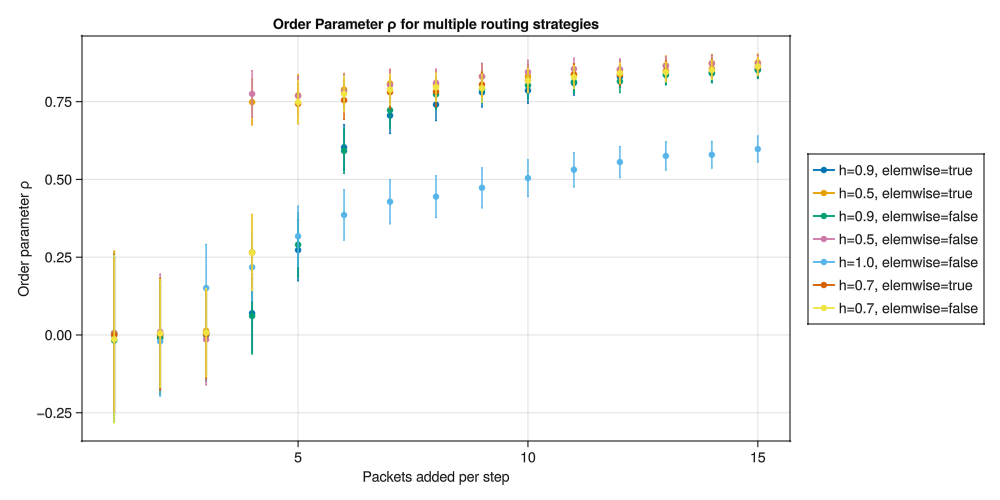 Order Parameter ρ for multiple routing strategies
Order parameter ρ
0.75
0.50
0.25
0.00
−0.25
5
10
15
Packets added per step
h=0.9, elemwise=true
h=0.5, elemwise=true
h=0.9, elemwise=false
h=0.5, elemwise=false
h=1.0, elemwise=false
h=0.7, elemwise=true
h=0.7, elemwise=false